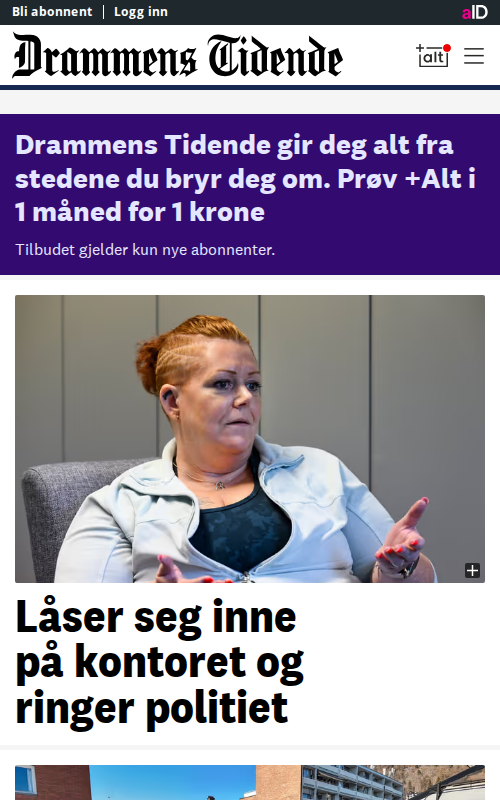 Bli abonnent | Logg inn
aID
Drammens Tidende
+alt
Drammens Tidende gir deg alt fra
stedene du bryr deg om. Prøv +Alt i
1 måned for 1 krone
Tilbudet gjelder kun nye abonnenter.
Låser seg inne
på kontoret og
ringer politiet